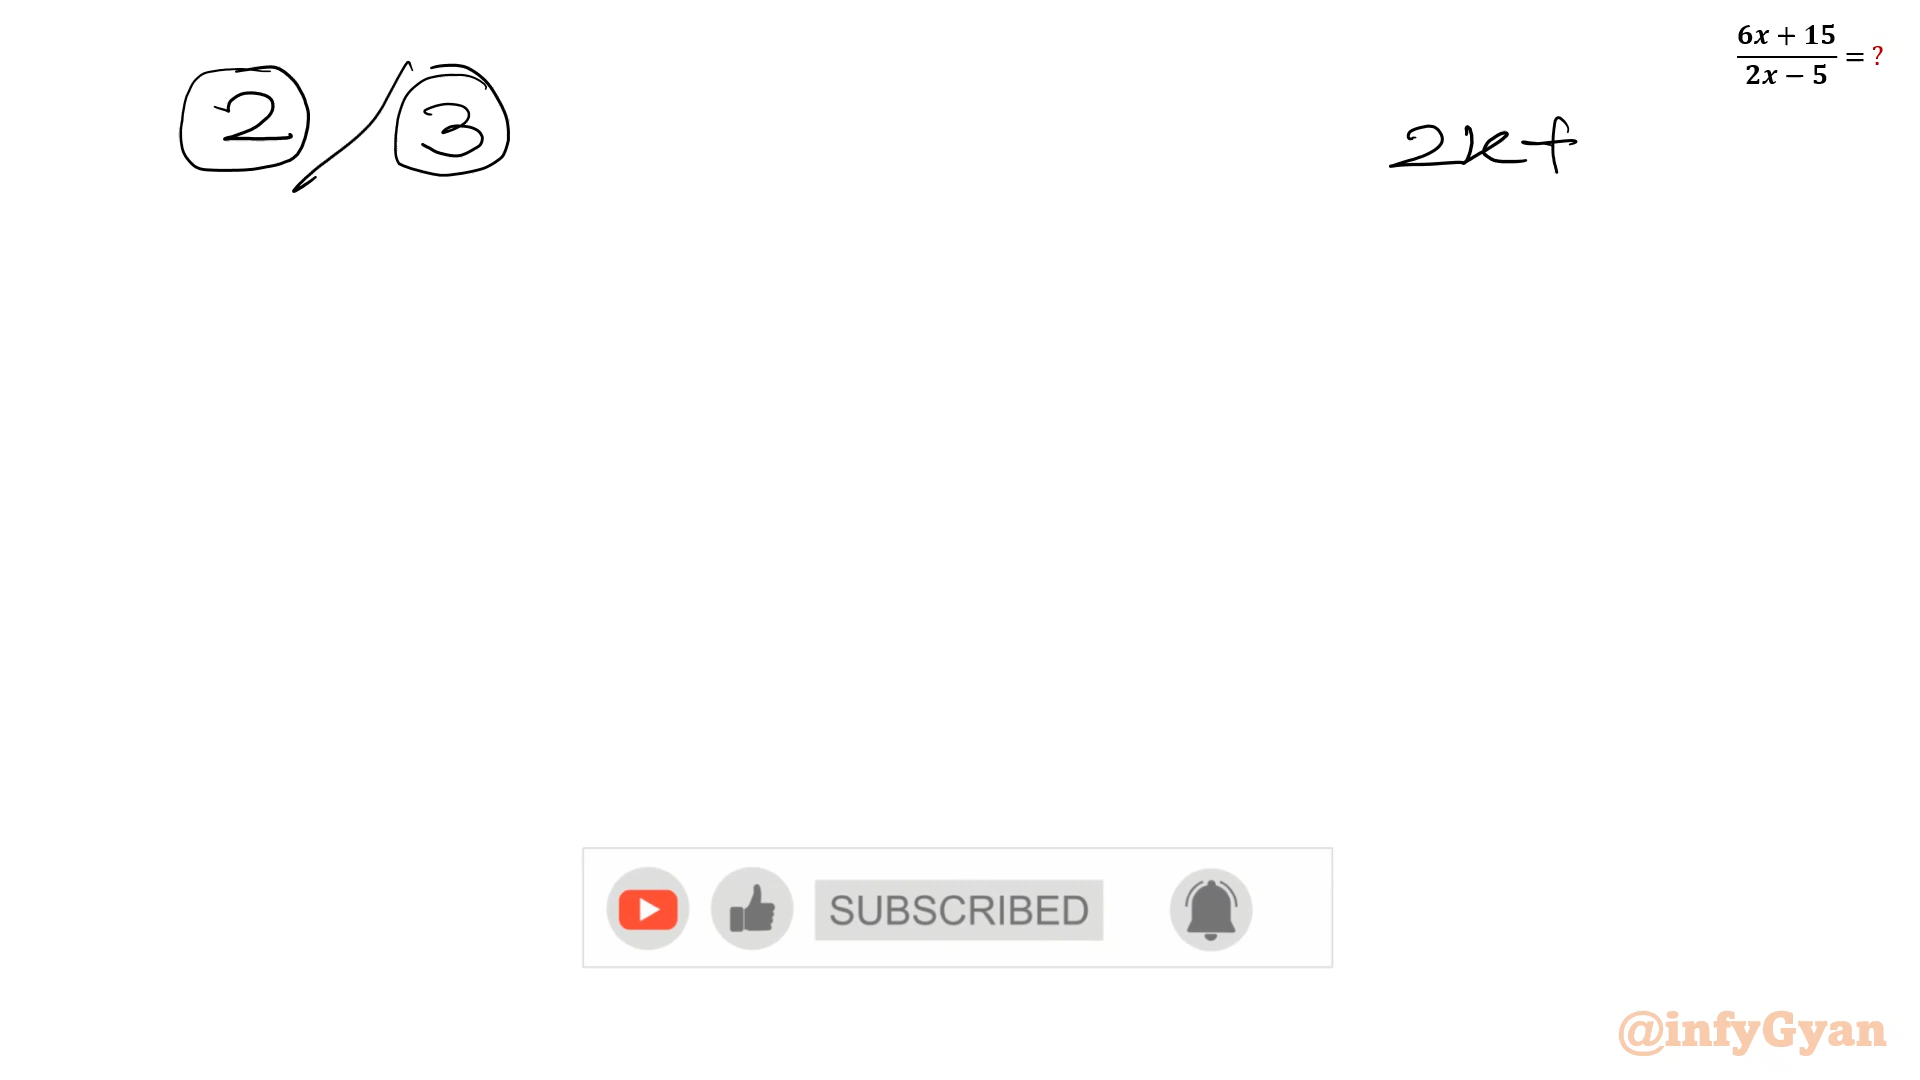 6x + 15
2x − 5 = ?
2 / 3
2x+
SUBSCRIBED
@infyGyan